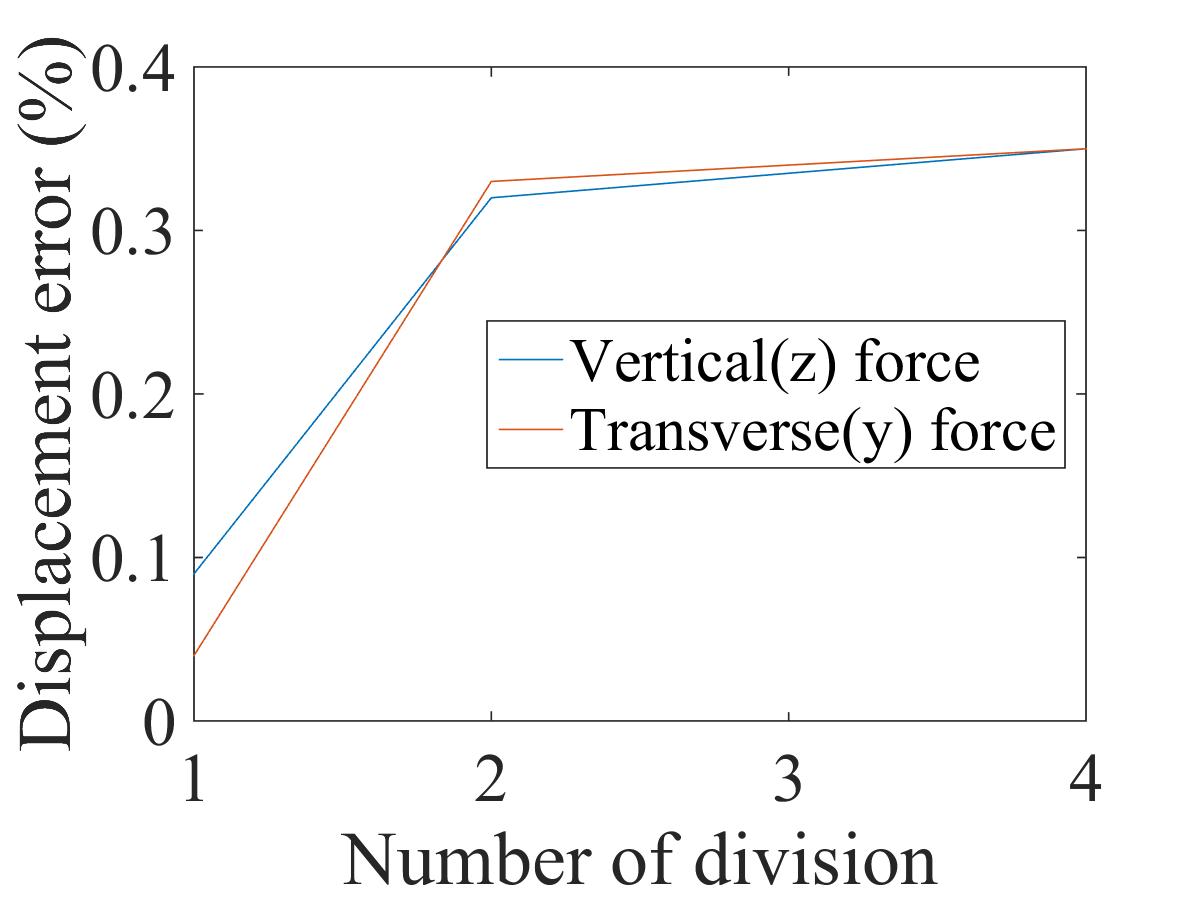 Displacement error (%)
0.4
0.3
0.2
0.1
0
Vertical(z) force
Transverse(y) force
1 2 3 4
Number of division